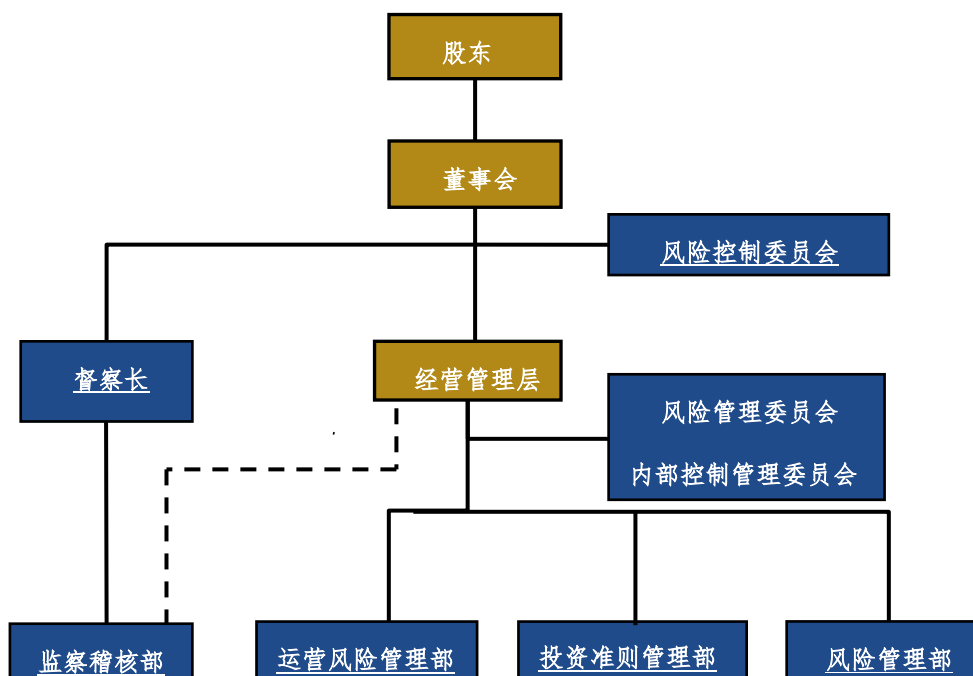 股东
董事会
风险控制委员会
督察长
经营管理层
风险管理委员会
内部控制管理委员会
监察稽核部
运营风险管理部
投资准则管理部
风险管理部